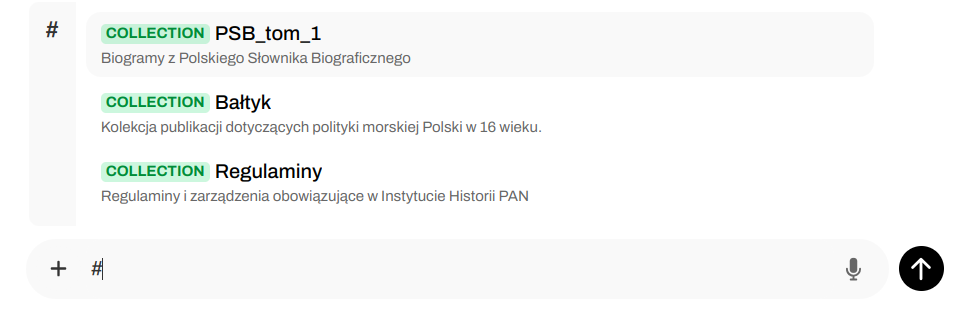 #
COLLECTION PSB_tom_1
Biogramy z Polskiego Słownika Biograficznego
COLLECTION Bałtyk
Kolekcja publikacji dotyczących polityki morskiej Polski w 16 wieku.
COLLECTION Regulaminy
Regulaminy i zarządzenia obowiązujące w Instytucie Historii PAN
#